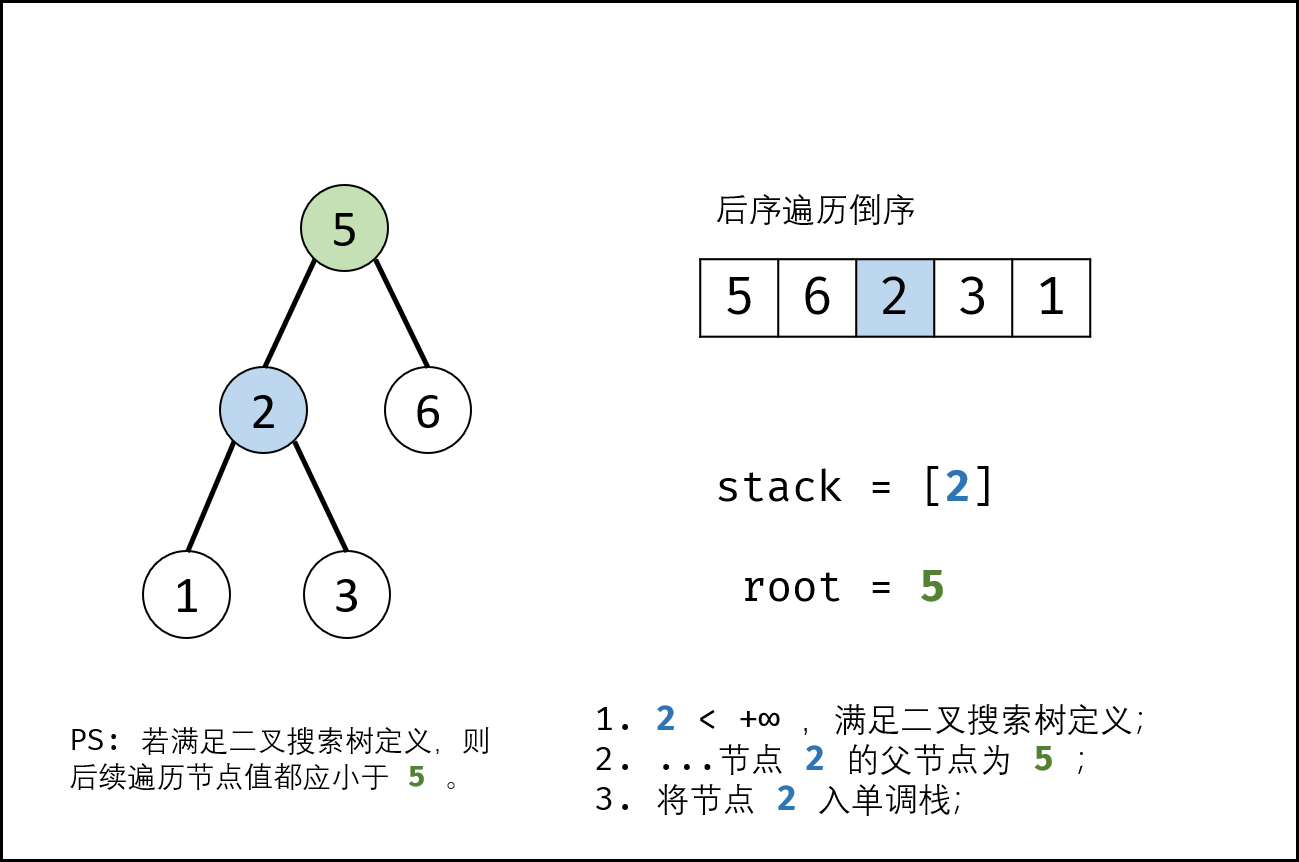 5
后序遍历倒序
5 6 2 3 1
2 6
stack = [2]
root = 5
1 3
PS: 若满足二叉搜索树定义, 则
后续遍历节点值都应小于 5 。
1. 2 < +∞ , 满足二叉搜索树定义;
2. ...节点 2 的父节点为 5 ;
3. 将节点 2 入单调栈;